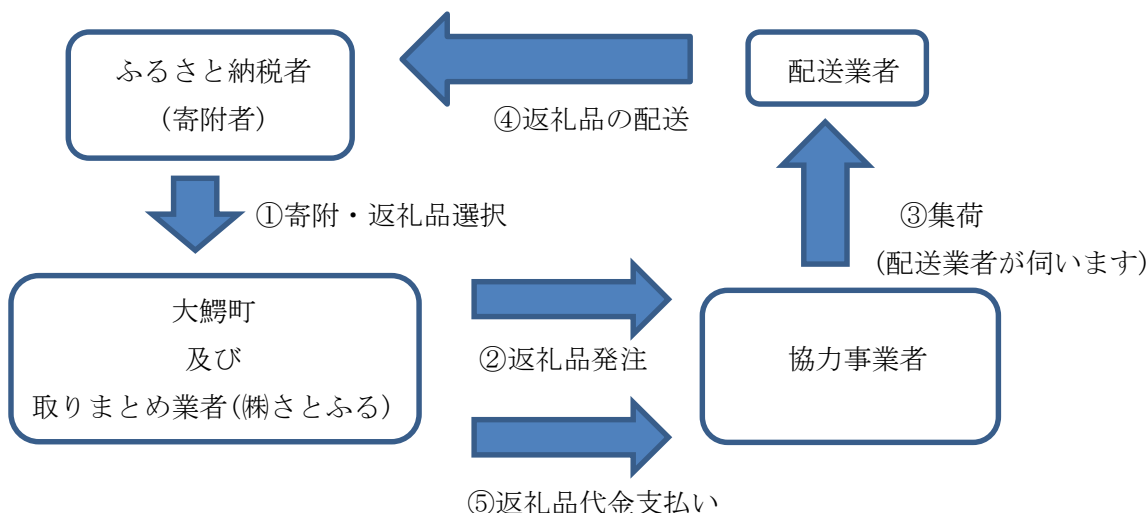 ふるさと納税者
(寄附者)
配送業者
④返礼品の配送
①寄附・返礼品選択
③集荷
(配送業者が伺います)
大鰐町
及び
取りまとめ業者(㈱さとふる)
②返礼品発注
協力事業者
⑤返礼品代金支払い